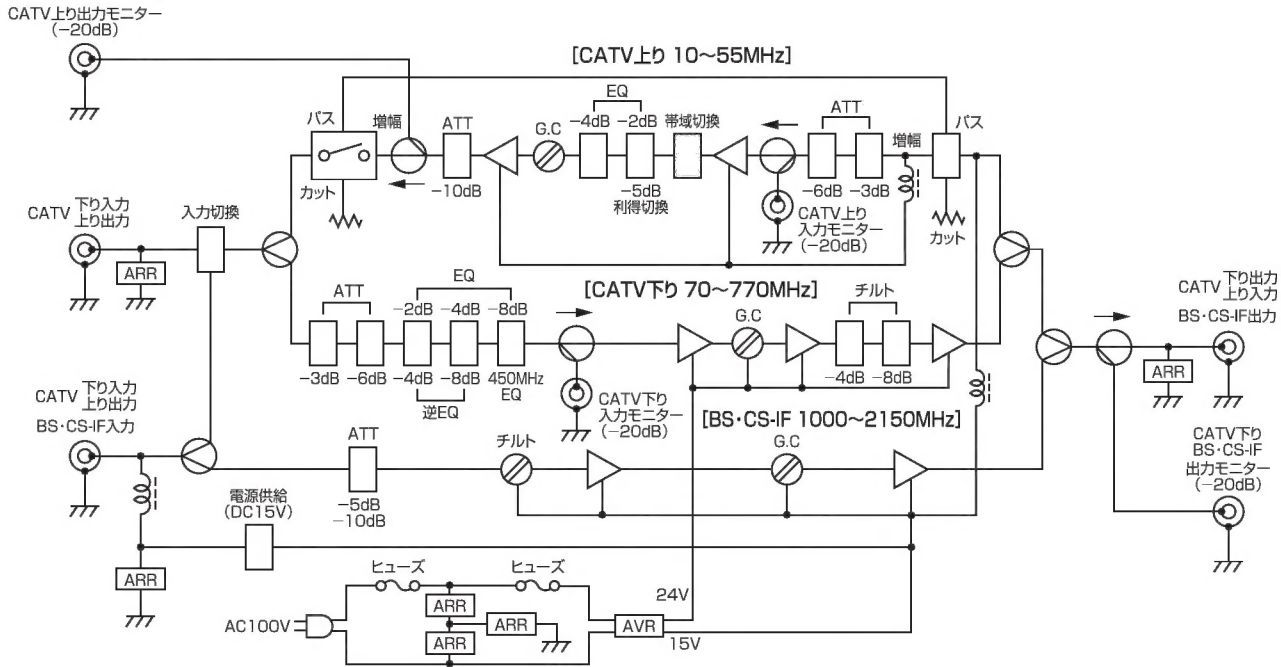 CATV上り出力モニター
(−20dB)
[CATV上り 10〜55MHz]
EQ
パス
増幅
ATT
G.C
−4dB
−2dB
帯域切換
ATT
増幅
パス
カット
−10dB
−5dB
利得切換
−6dB
−3dB
CATV上り
入力モニター
(−20dB)
カット
CATV 下り入力
上り出力
入力切換
ARR
[CATV下り 70〜770MHz]
ATT
EQ
−2dB
−4dB
−8dB
G.C
チルト
−3dB
−6dB
−4dB
−8dB
450MHz
EQ
逆EQ
CATV下り
入力モニター
(−20dB)
−4dB
−8dB
CATV 下り出力
上り入力
BS・CS-IF出力
ARR
CATV 下り入力
上り出力
BS・CS-IF入力
[BS・CS-IF 1000〜2150MHz]
ATT
チルト
G.C
−5dB
−10dB
CATV下り
BS・CS-IF
出力モニター
(−20dB)
電源供給
(DC15V)
ARR
ヒューズ
ヒューズ
ARR
ARR
ARR
AC100V
AVR
24V
15V